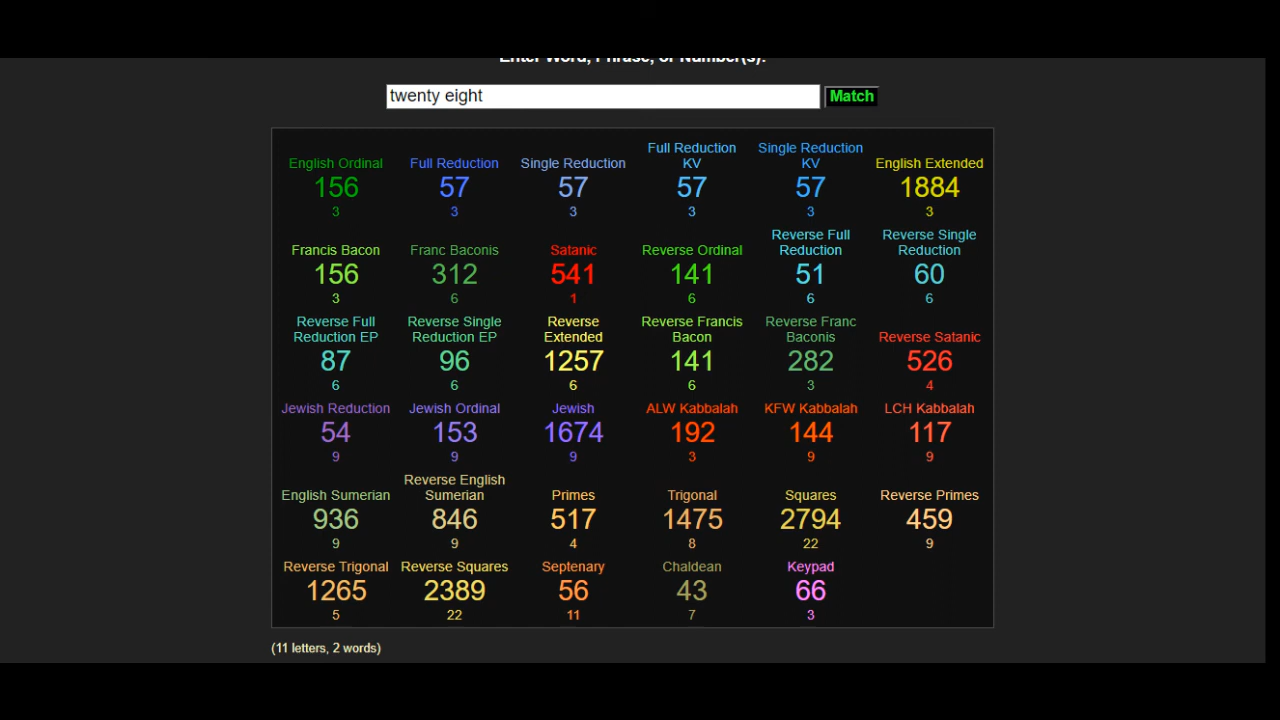 Enter Word, Phrase, or Number(s):
twenty eight Match
Full Reduction Single Reduction
English Ordinal Full Reduction Single Reduction KV KV English Extended
156 57 57 57 57 1884
3 3 3 3 3 3
Reverse Full Reverse Single
Francis Bacon Franc Baconis Satanic Reverse Ordinal Reduction Reduction
156 312 541 141 51 60
3 6 1 6 6 6
Reverse Full Reverse Single Reverse Reverse Francis Reverse Franc
Reduction EP Reduction EP Extended Bacon Baconis Reverse Satanic
87 96 1257 141 282 526
6 6 6 6 3 4
Jewish Reduction Jewish Ordinal Jewish ALW Kabbalah KFW Kabbalah LCH Kabbalah
54 153 1674 192 144 117
9 9 9 3 9 9
Reverse English
English Sumerian Sumerian Primes Trigonal Squares Reverse Primes
936 846 517 1475 2794 459
9 9 4 8 22 9
Reverse Trigonal Reverse Squares Septenary Chaldean Keypad
1265 2389 56 43 66
5 22 11 7 3
(11 letters, 2 words)